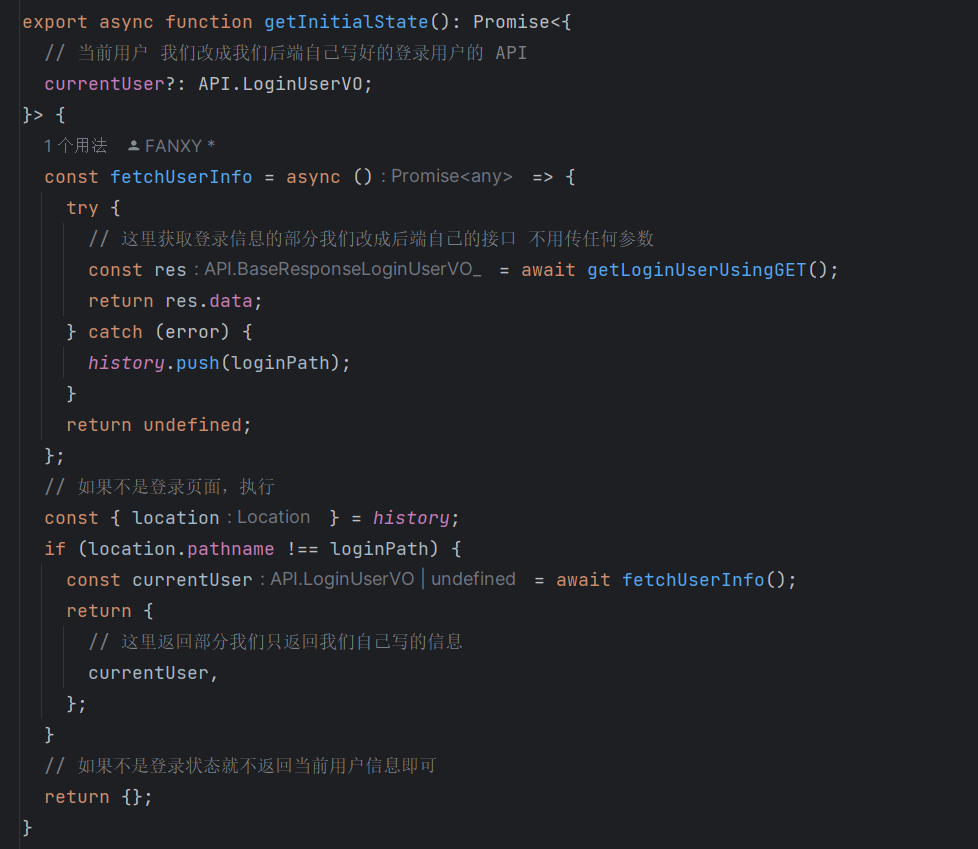 export async function getInitialState(): Promise<{
// 当前用户 我们改成我们后端自己写好的登录用户的 API
currentUser?: API.LoginUserVO;
}> {
1 个用法 FANXY *
const fetchUserInfo = async () : Promise<any> => {
try {
// 这里获取登录信息的部分我们改成后端自己的接口 不用传任何参数
const res : API.BaseResponseLoginUserVO_ = await getLoginUserUsingGET();
return res.data;
} catch (error) {
history.push(loginPath);
}
return undefined;
};
// 如果不是登录页面，执行
const { location : Location } = history;
if (location.pathname !== loginPath) {
const currentUser : API.LoginUserVO | undefined = await fetchUserInfo();
return {
// 这里返回部分我们只返回我们自己写的信息
currentUser,
};
}
// 如果不是登录状态就不返回当前用户信息即可
return {};
}